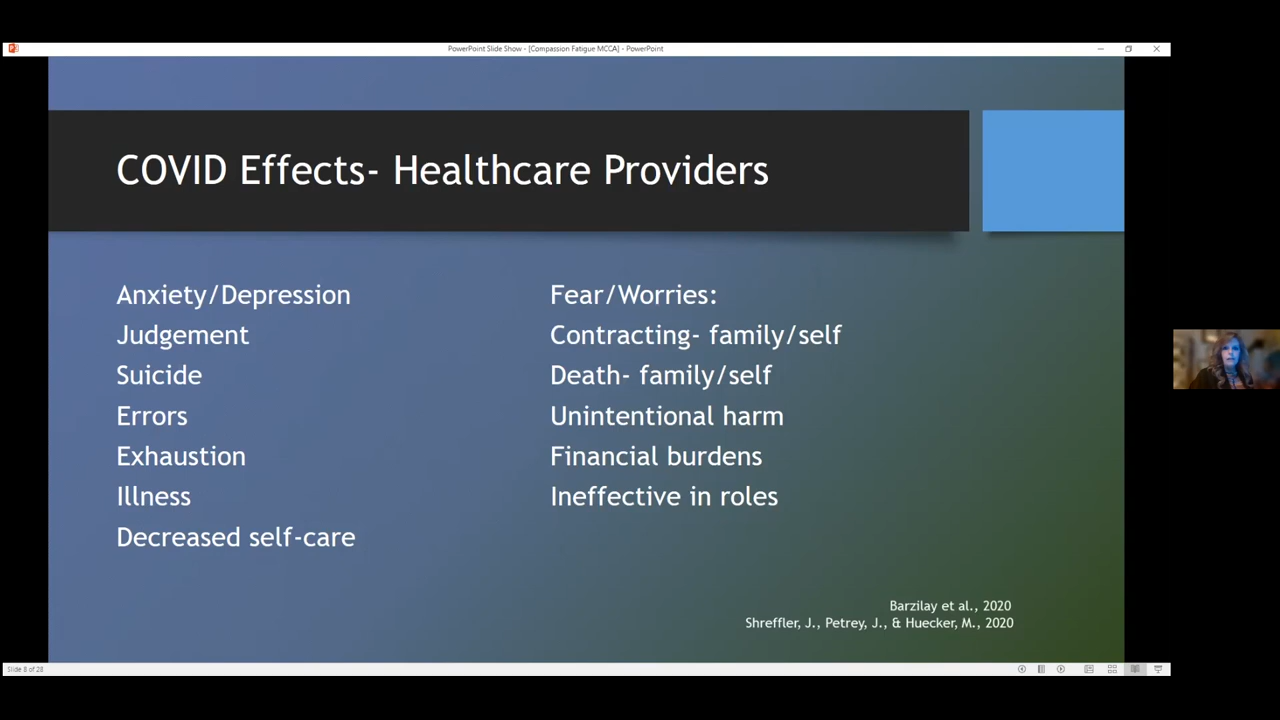 PowerPoint Slide Show - [Compassion Fatigue MCCA] - PowerPoint
COVID Effects- Healthcare Providers
Anxiety/Depression
Judgement
Suicide
Errors
Exhaustion
Illness
Decreased self-care
Fear/Worries:
Contracting- family/self
Death- family/self
Unintentional harm
Financial burdens
Ineffective in roles
Barzilay et al., 2020
Shreffler, J., Petrey, J., & Huecker, M., 2020
Slide 8 of 28